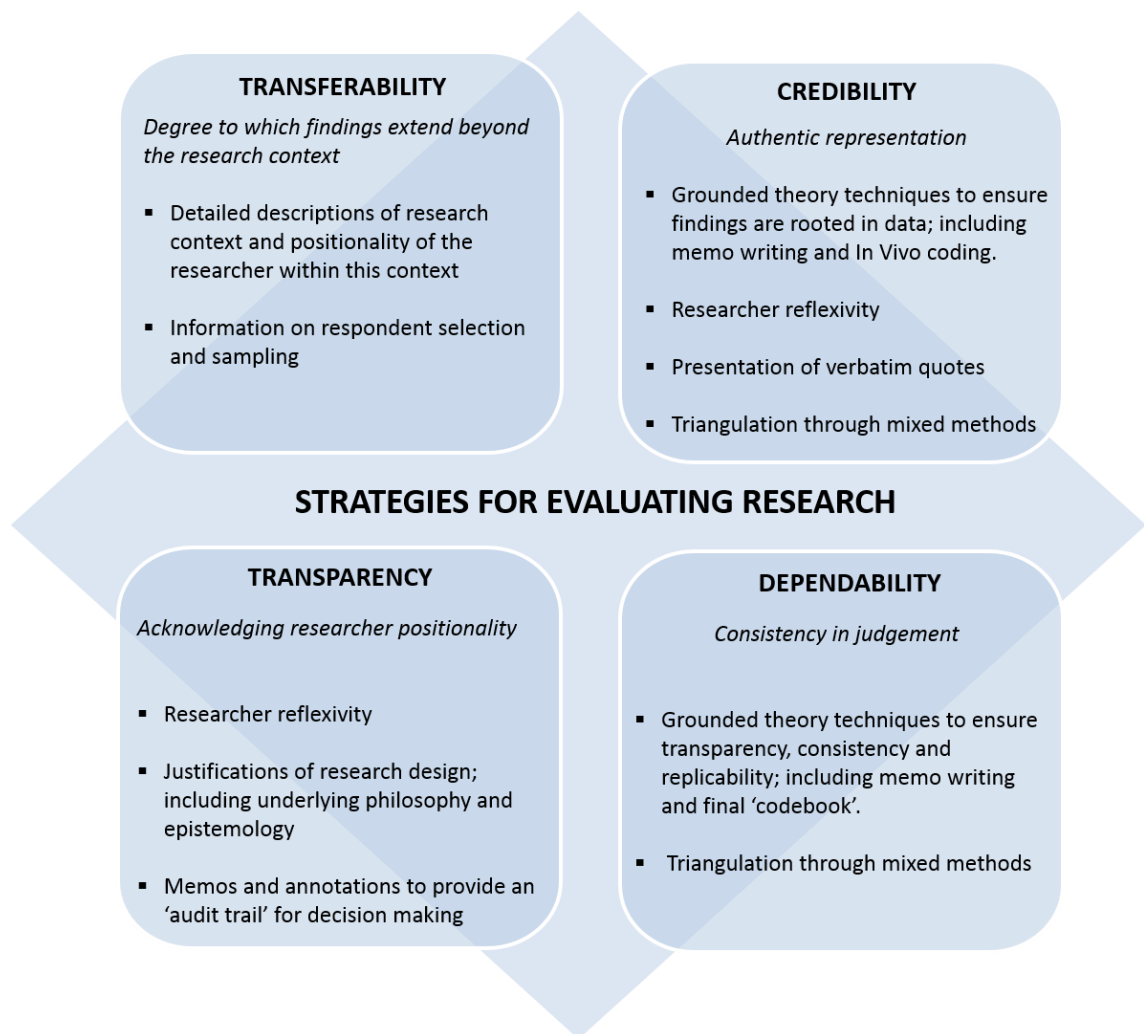 TRANSFERABILITY
Degree to which findings extend beyond
the research context
▪ Detailed descriptions of research
context and positionality of the
researcher within this context
▪ Information on respondent selection
and sampling
CREDIBILITY
Authentic representation
▪ Grounded theory techniques to ensure
findings are rooted in data; including
memo writing and In Vivo coding.
▪ Researcher reflexivity
▪ Presentation of verbatim quotes
▪ Triangulation through mixed methods
STRATEGIES FOR EVALUATING RESEARCH
TRANSPARENCY
Acknowledging researcher positionality
▪ Researcher reflexivity
▪ Justifications of research design;
including underlying philosophy and
epistemology
▪ Memos and annotations to provide an
‘audit trail’ for decision making
DEPENDABILITY
Consistency in judgement
▪ Grounded theory techniques to ensure
transparency, consistency and
replicability; including memo writing
and final ‘codebook’.
▪ Triangulation through mixed methods